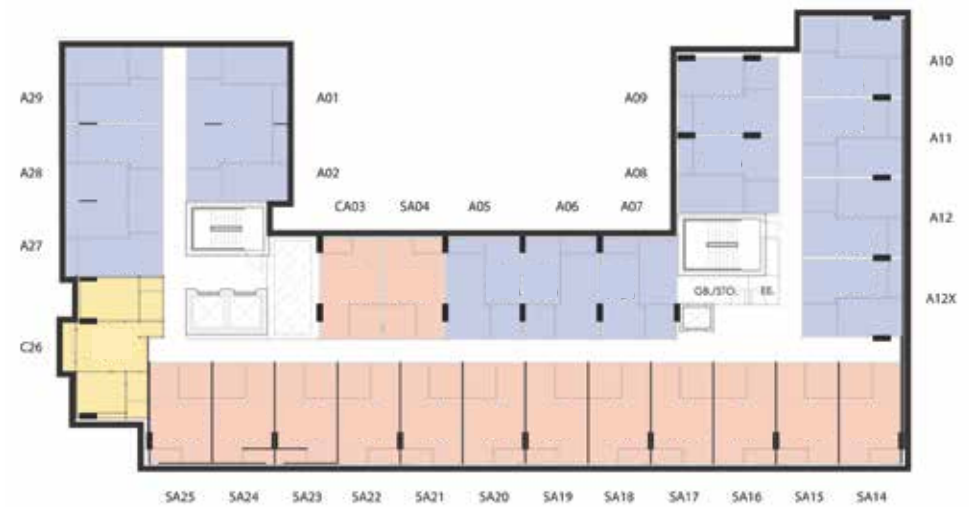 A10
A29 A01 A09
A11
A28 A02 A08
CA03 SA04 A05 A06 A07
A12
A27
GB./STO. EE.
A12X
C26
SA25 SA24 SA23 SA22 SA21 SA20 SA19 SA18 SA17 SA16 SA15 SA14